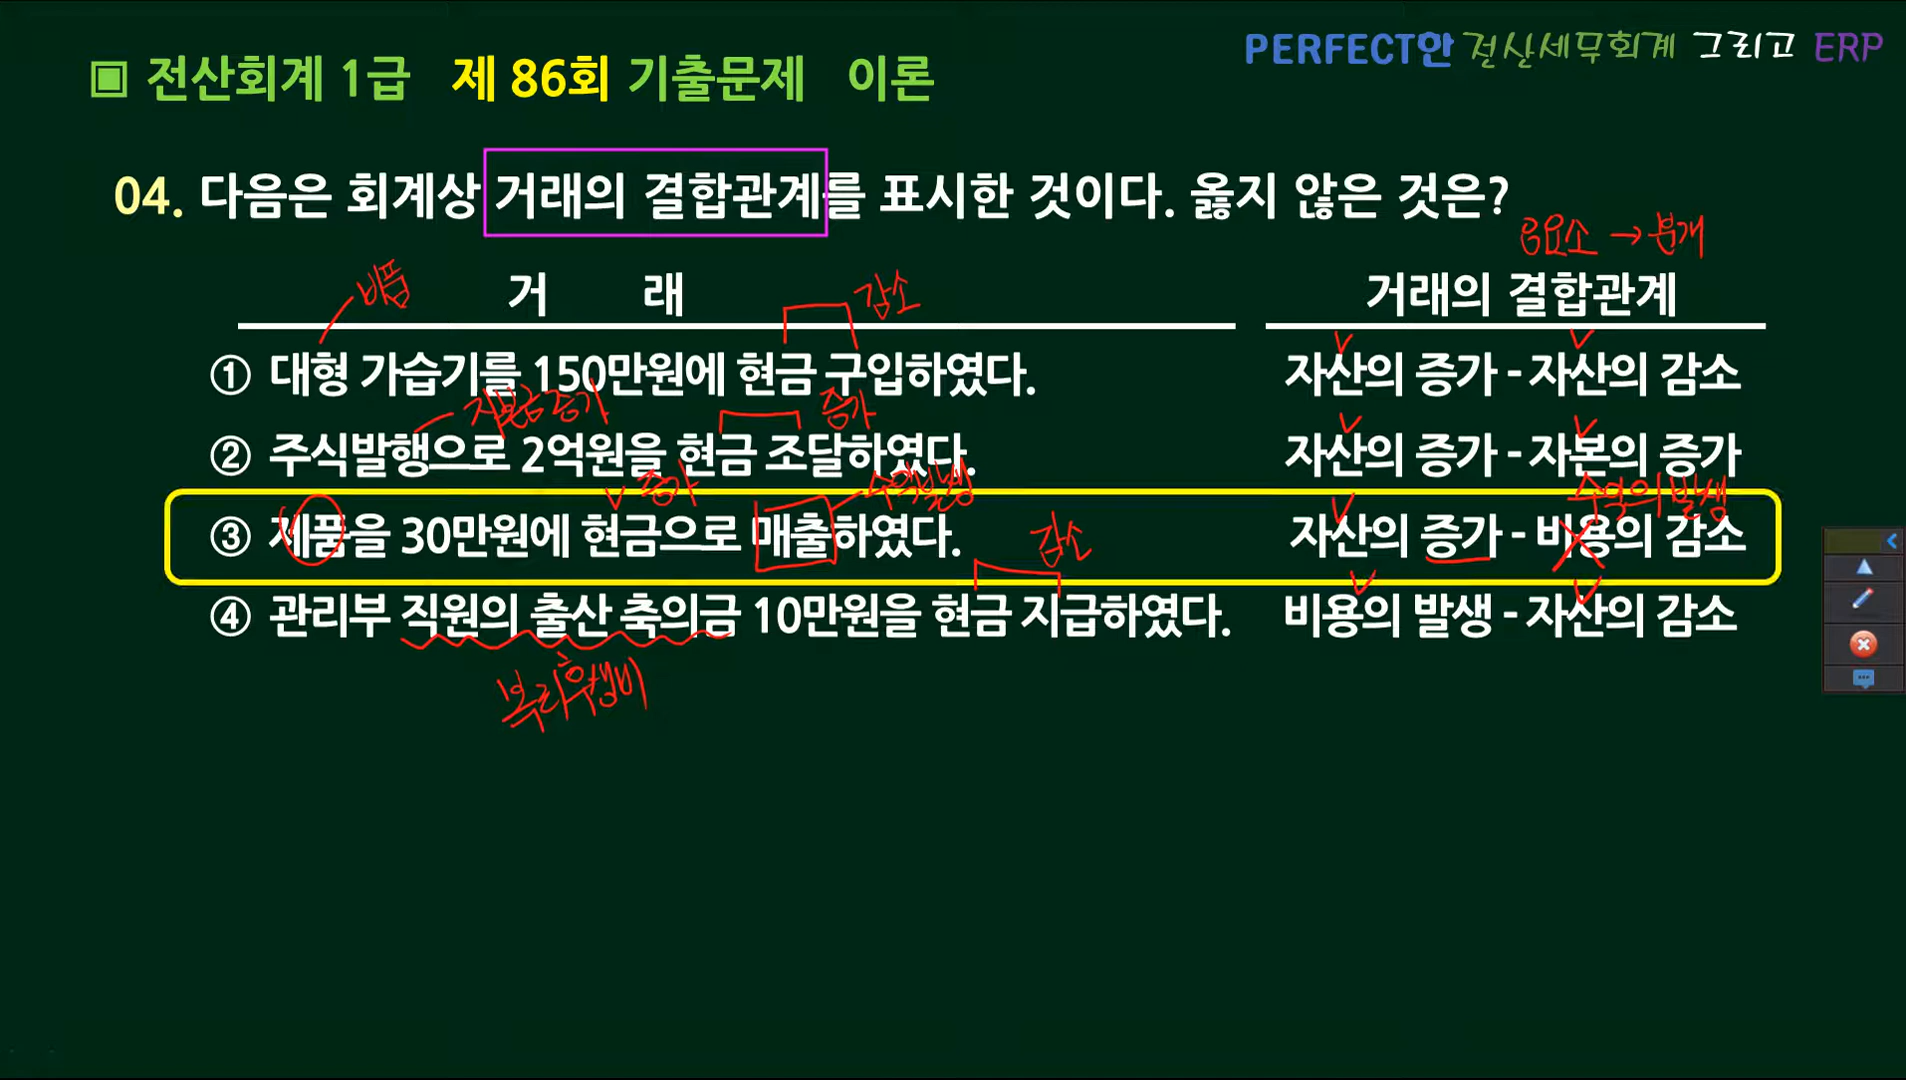 PERFECT한 전산세무회계 그리고 ERP
▣ 전산회계 1급 제 86회 기출문제 이론
04. 다음은 회계상 거래의 결합관계를 표시한 것이다. 옳지 않은 것은?
8요소 → 분개
비품
감소
거 래 거래의 결합관계
① 대형 가습기를 150만원에 현금 구입하였다. 자산의 증가 - 자산의 감소
자본금 증가
증가
② 주식발행으로 2억원을 현금 조달하였다. 자산의 증가 - 자본의 증가
증가
수익발생
수익의 발생
③ 제품을 30만원에 현금으로 매출하였다. 자산의 증가 - 비용의 감소
감소
④ 관리부 직원의 출산 축의금 10만원을 현금 지급하였다. 비용의 발생 - 자산의 감소
복리후생비